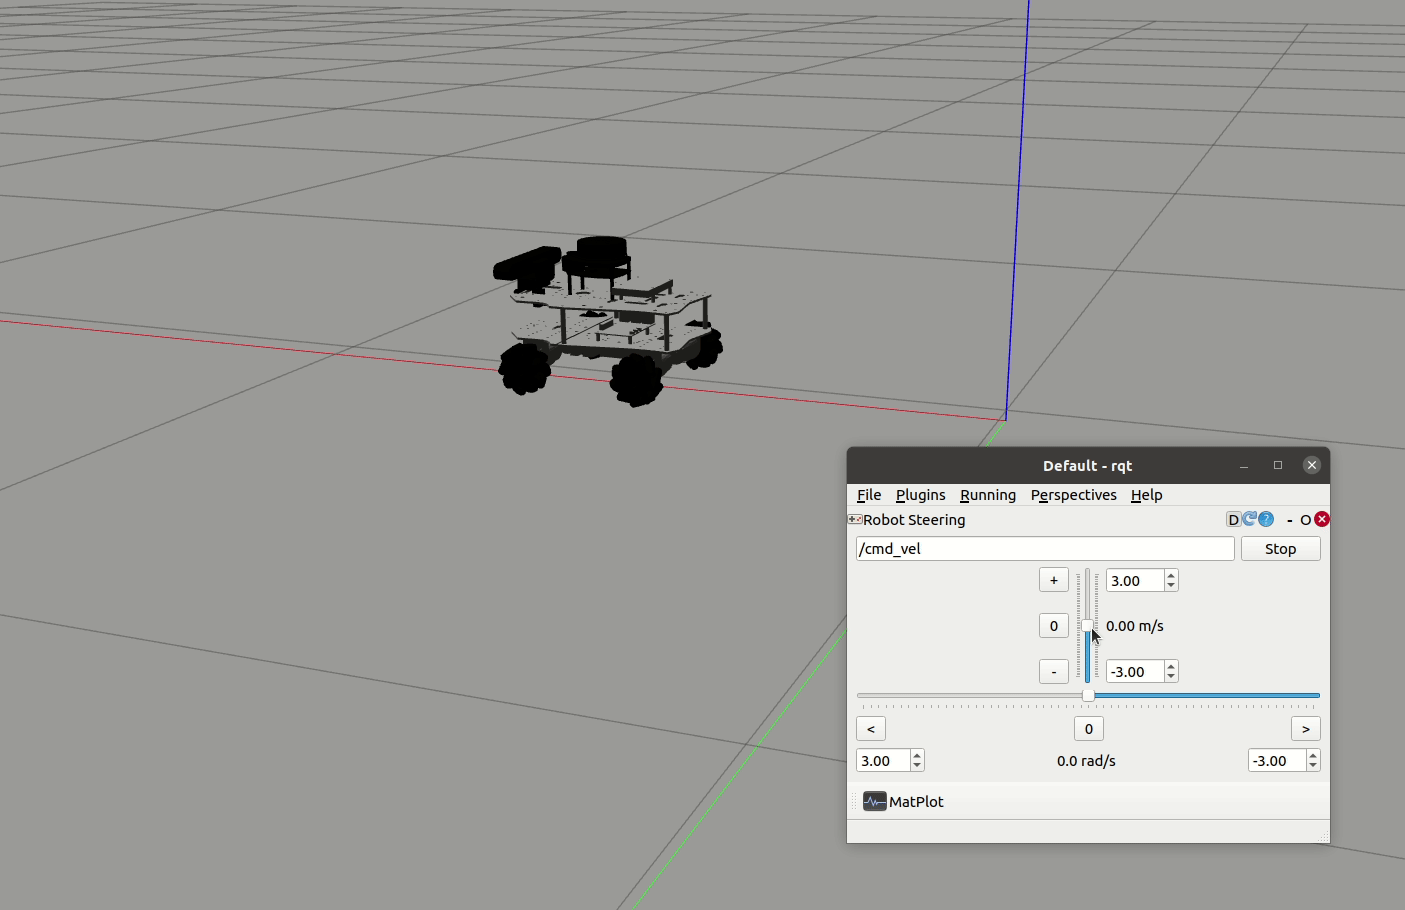 Default - rqt
File Plugins Running Perspectives Help
Robot Steering
D ? - O
/cmd_vel Stop
+ 3.00
0 0.00 m/s
- -3.00
< 0 >
3.00 0.0 rad/s -3.00
MatPlot